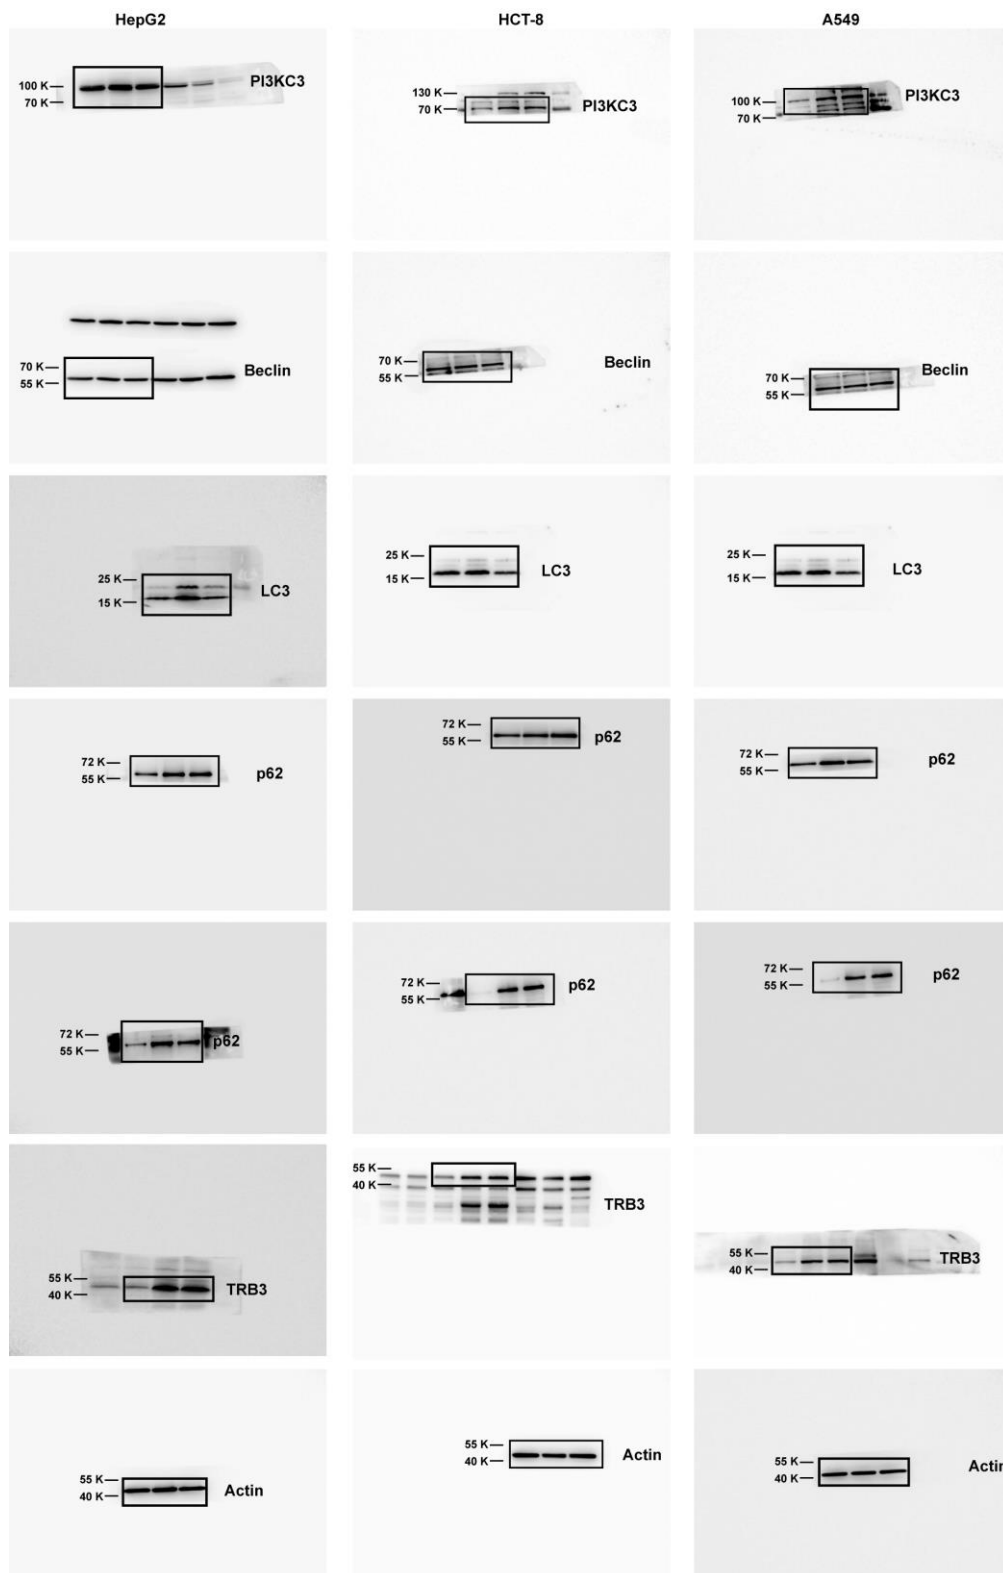 HepG2 HCT-8 A549
100 K— 70 K— PI3KC3
130 K— 70 K— PI3KC3
100 K— 70 K— PI3KC3
70 K— 55 K— Beclin
70 K— 55 K— Beclin
70 K— 55 K— Beclin
25 K— 15 K— LC3
25 K— 15 K— LC3
25 K— 15 K— LC3
72 K— 55 K— p62
72 K— 55 K— p62
72 K— 55 K— p62
72 K— 55 K— p62
72 K— 55 K— p62
72 K— 55 K— p62
55 K— 40 K— TRB3
55 K— 40 K— TRB3
55 K— 40 K— TRB3
55 K— 40 K— Actin
55 K— 40 K— Actin
55 K— 40 K— Actin